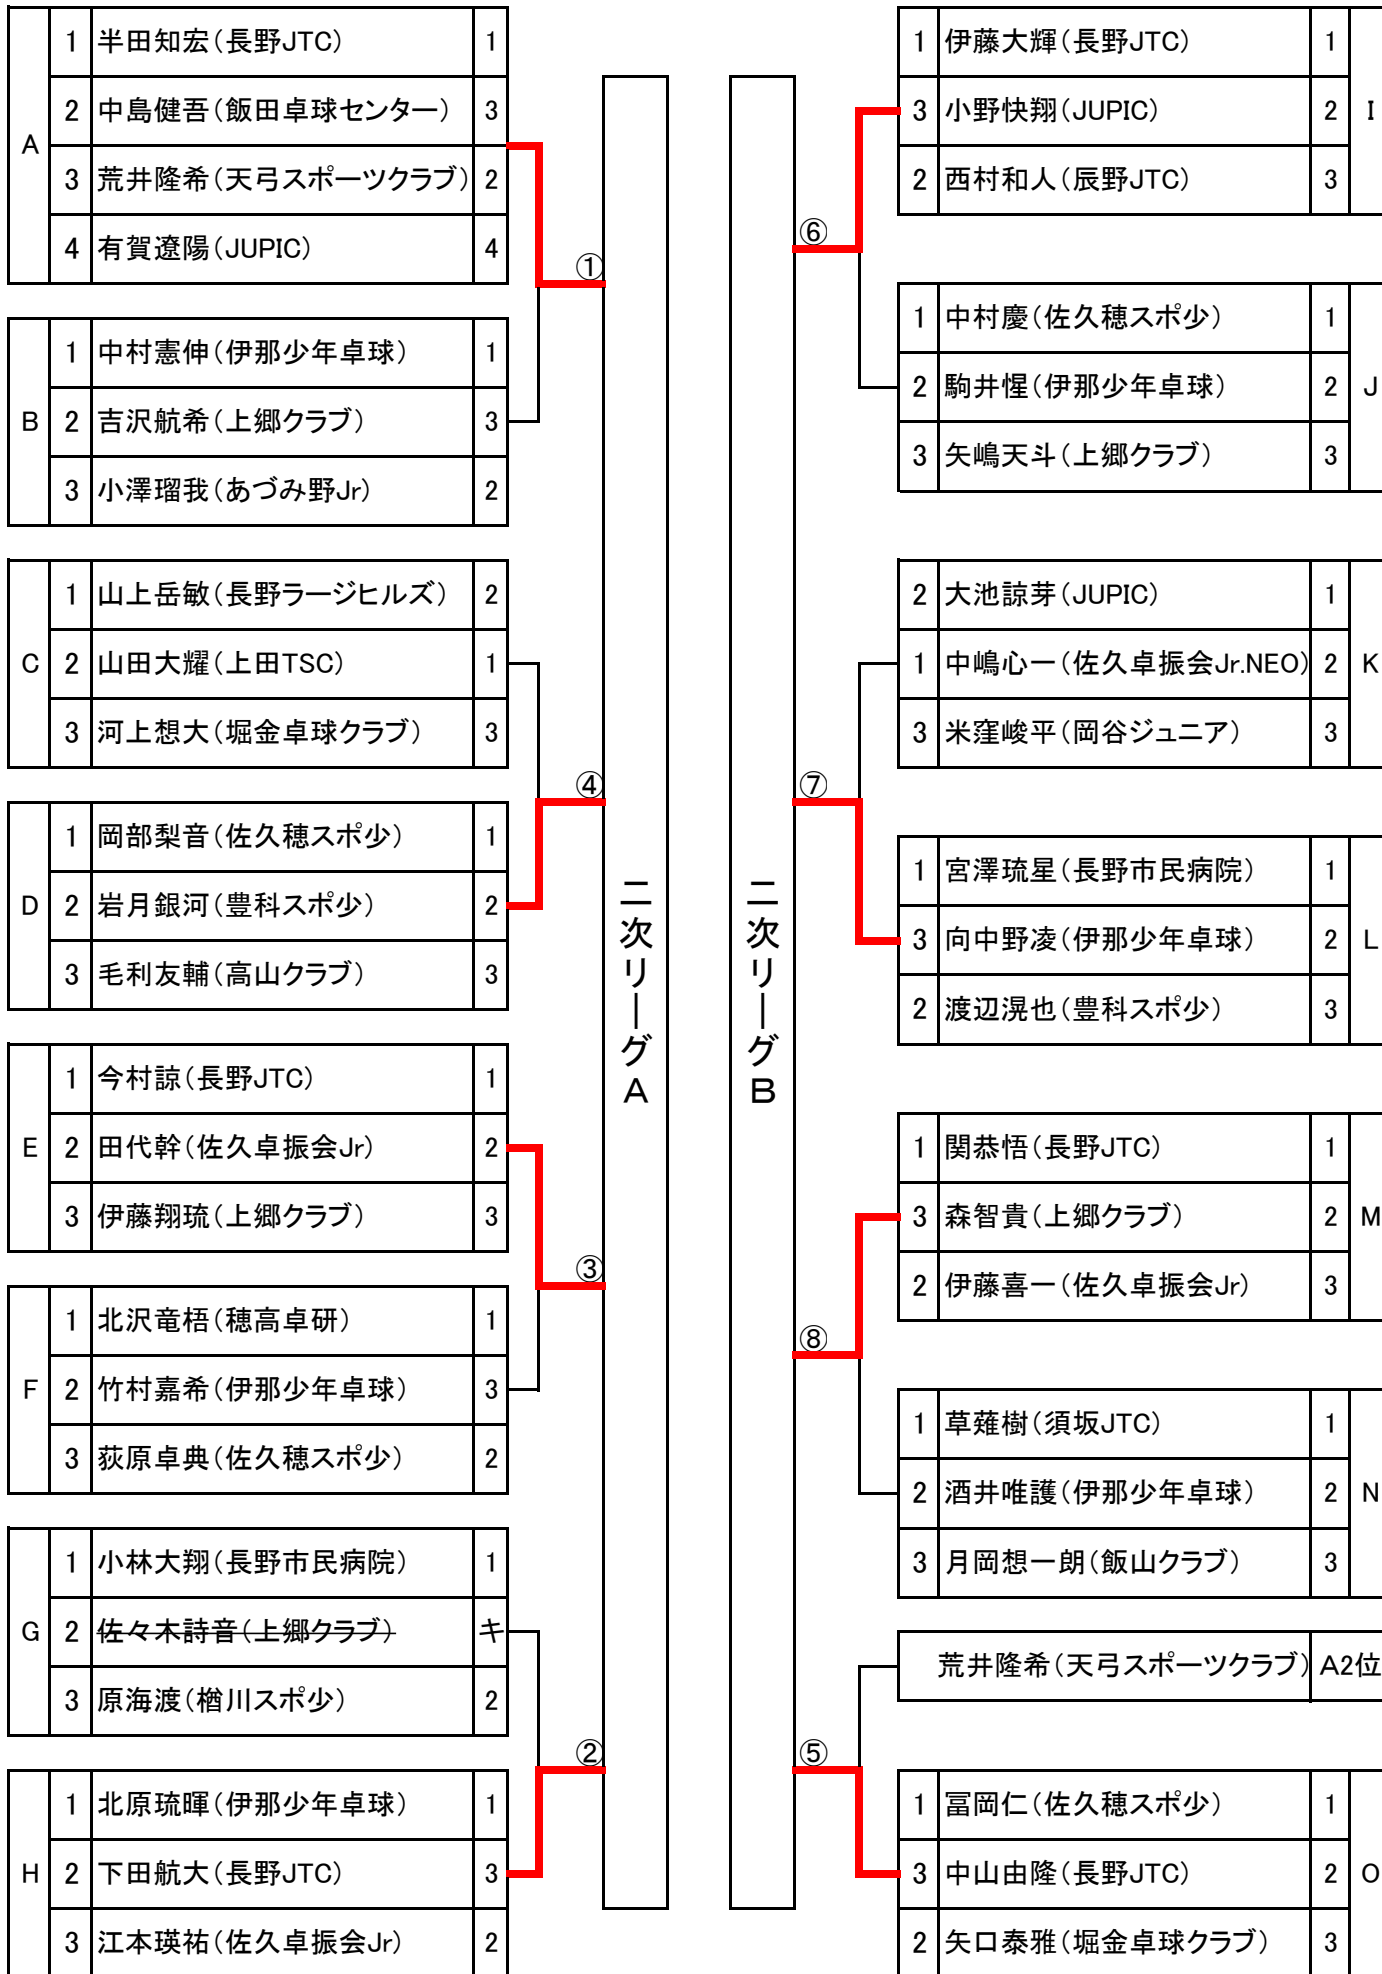 A
1 半田知宏(長野JTC) 1
2 中島健吾(飯田卓球センター) 3
3 荒井隆希(天弓スポーツクラブ) 2
4 有賀遼陽(JUPIC) 4
①
B
1 中村憲伸(伊那少年卓球) 1
2 吉沢航希(上郷クラブ) 3
3 小澤瑠我(あづみ野Jr) 2
C
1 山上岳敏(長野ラージヒルズ) 2
2 山田大耀(上田TSC) 1
3 河上想大(堀金卓球クラブ) 3
④
D
1 岡部梨音(佐久穂スポ少) 1
2 岩月銀河(豊科スポ少) 2
3 毛利友輔(高山クラブ) 3
E
1 今村諒(長野JTC) 1
2 田代幹(佐久卓振会Jr) 2
3 伊藤翔琉(上郷クラブ) 3
③
F
1 北沢竜梧(穂高卓研) 1
2 竹村嘉希(伊那少年卓球) 3
3 荻原卓典(佐久穂スポ少) 2
G
1 小林大翔(長野市民病院) 1
2 佐々木詩音(上郷クラブ) キ
3 原海渡(楢川スポ少) 2
②
H
1 北原琉暉(伊那少年卓球) 1
2 下田航大(長野JTC) 3
3 江本瑛祐(佐久卓振会Jr) 2
二次リーグA
二次リーグB
1 伊藤大輝(長野JTC) 1
3 小野快翔(JUPIC) 2
2 西村和人(辰野JTC) 3
I
⑥
1 中村慶(佐久穂スポ少) 1
2 駒井惺(伊那少年卓球) 2
3 矢嶋天斗(上郷クラブ) 3
J
2 大池諒芽(JUPIC) 1
1 中嶋心一(佐久卓振会Jr.NEO) 2
3 米窪峻平(岡谷ジュニア) 3
K
⑦
1 宮澤琉星(長野市民病院) 1
3 向中野凌(伊那少年卓球) 2
2 渡辺滉也(豊科スポ少) 3
L
1 関恭悟(長野JTC) 1
3 森智貴(上郷クラブ) 2
2 伊藤喜一(佐久卓振会Jr) 3
M
⑧
1 草薙樹(須坂JTC) 1
2 酒井唯護(伊那少年卓球) 2
3 月岡想一朗(飯山クラブ) 3
N
荒井隆希(天弓スポーツクラブ) A2位
⑤
1 冨岡仁(佐久穂スポ少) 1
3 中山由隆(長野JTC) 2
2 矢口泰雅(堀金卓球クラブ) 3
O